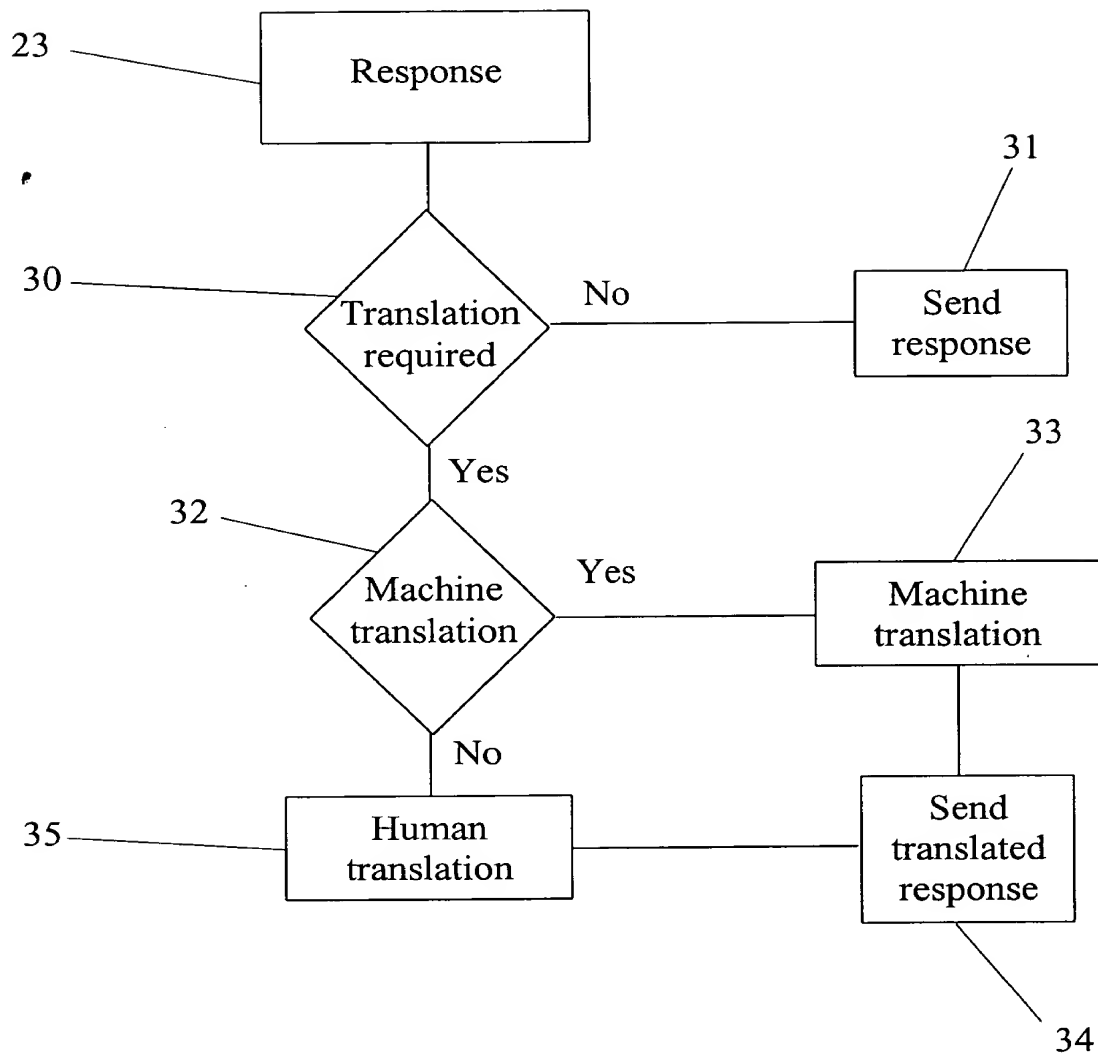 23
Response
31
30
No
Translation
required
Send
response
33
Yes
32
Yes
Machine
translation
Machine
translation
No
35
Human
translation
Send
translated
response
34